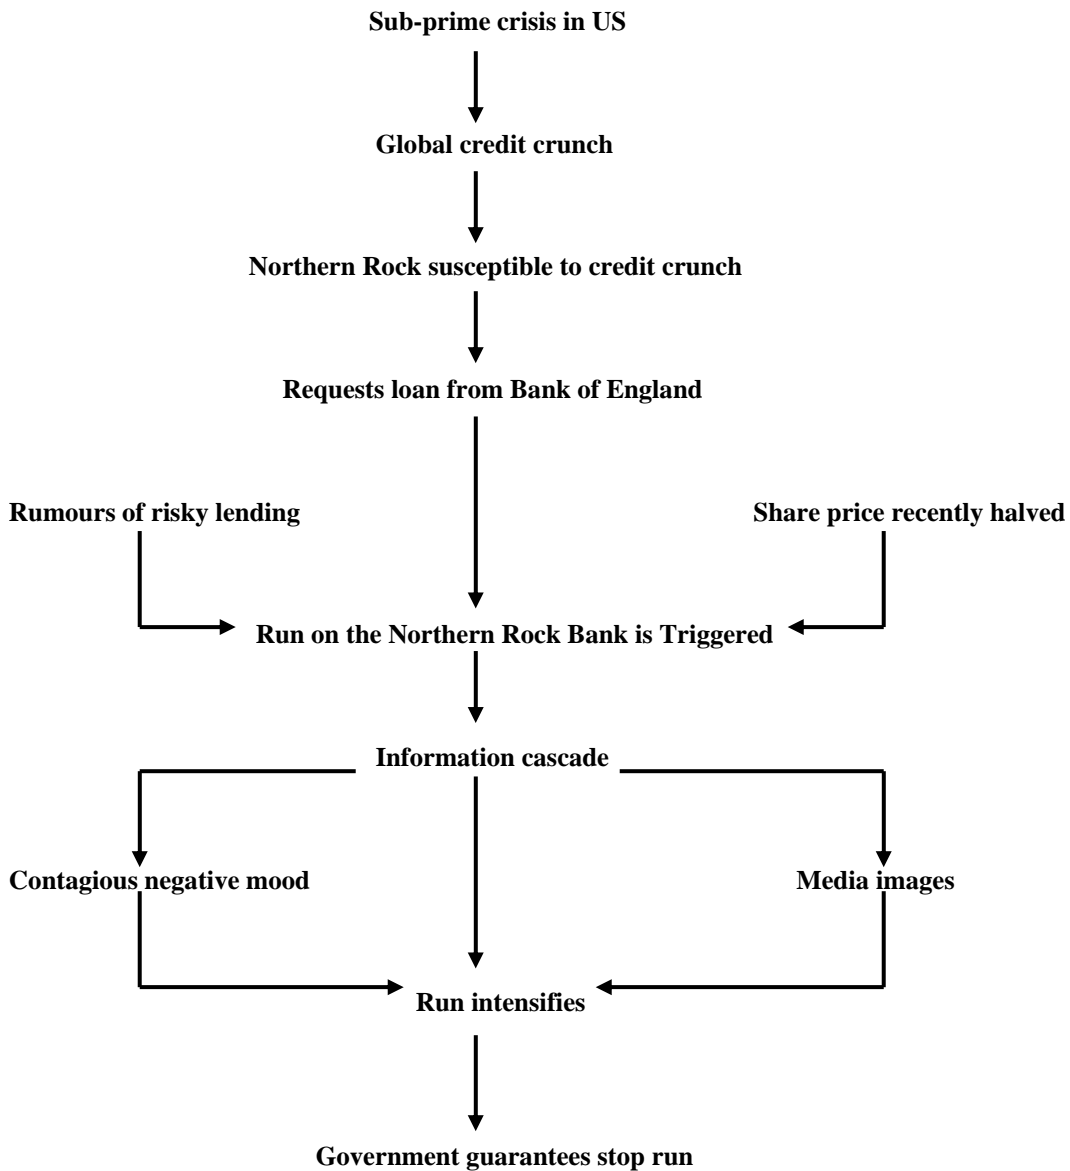 Sub-prime crisis in US
Global credit crunch
Northern Rock susceptible to credit crunch
Requests loan from Bank of England
Rumours of risky lending
Share price recently halved
Run on the Northern Rock Bank is Triggered
Information cascade
Contagious negative mood
Media images
Run intensifies
Government guarantees stop run